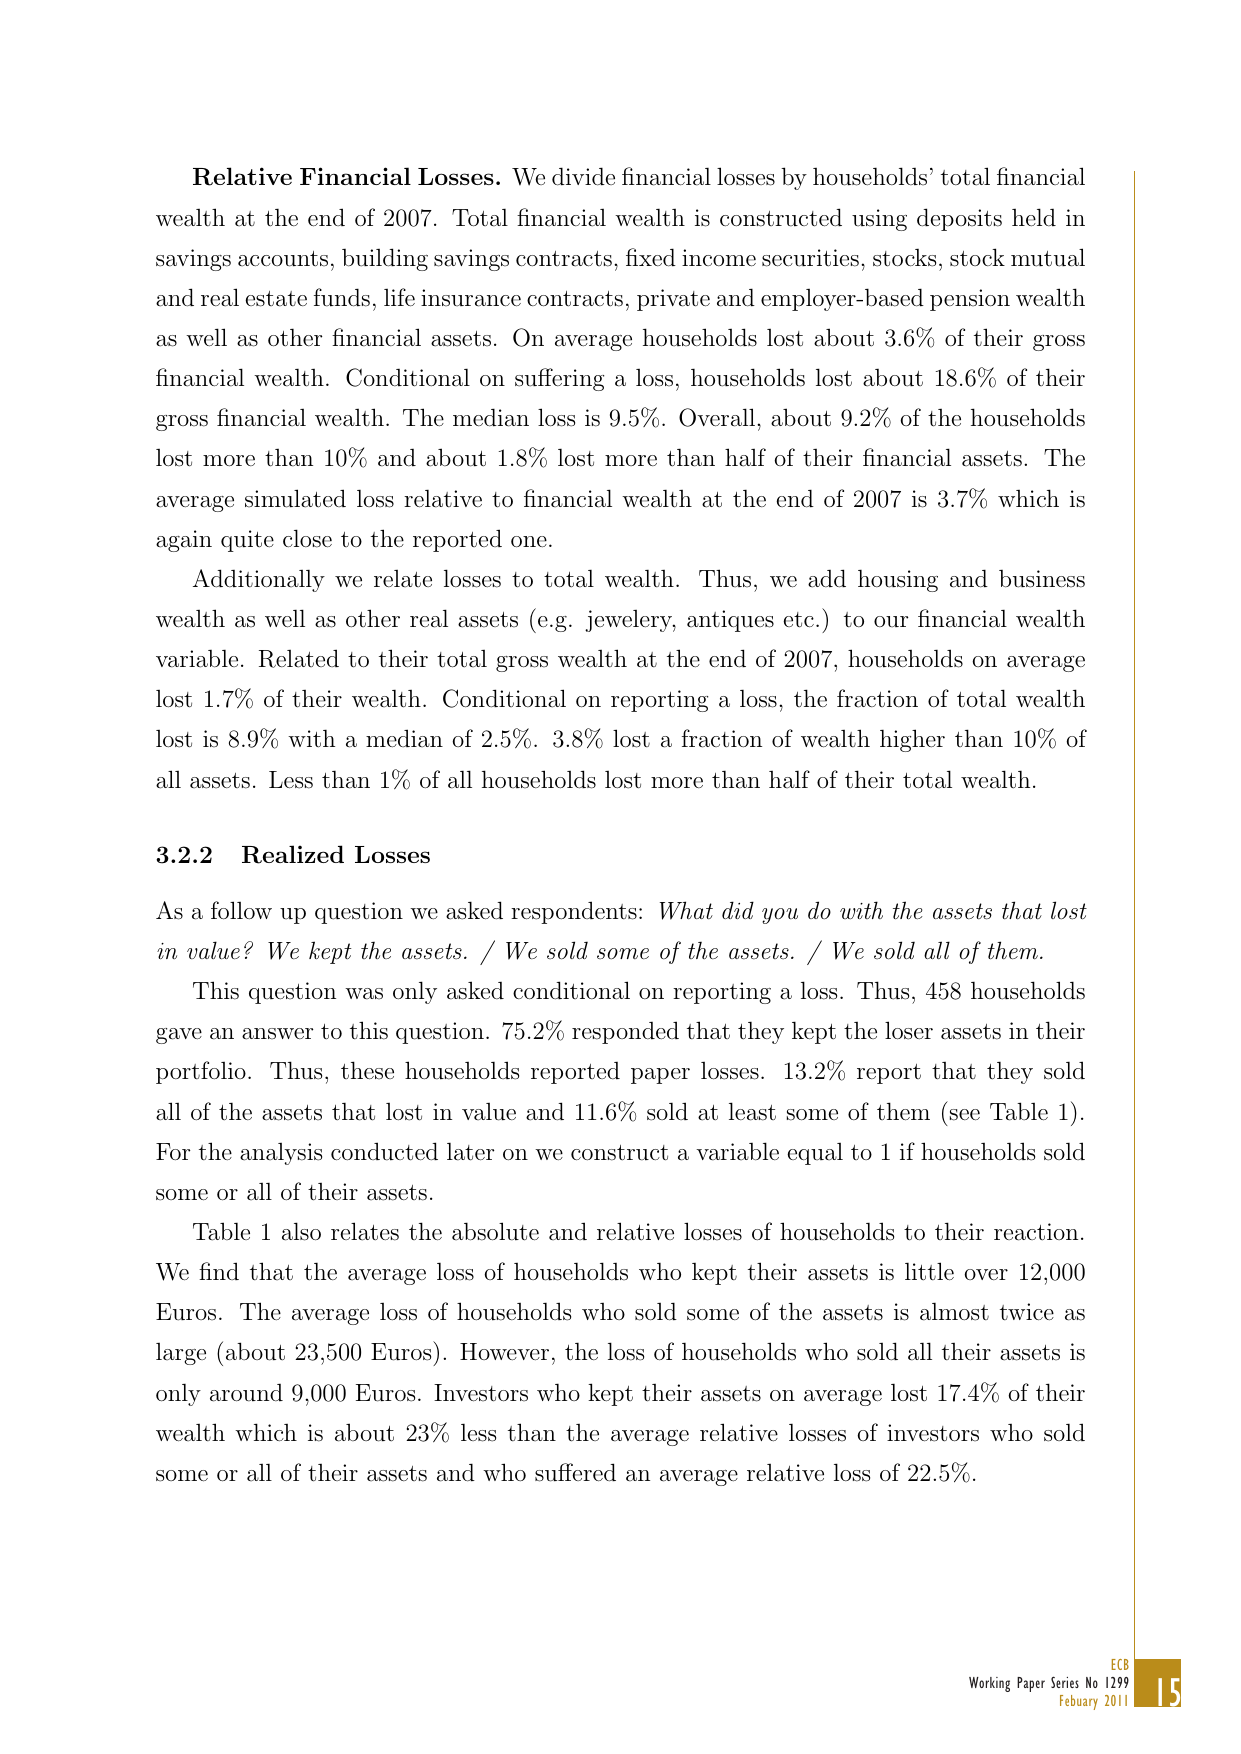 Relative Financial Losses. We divide financial losses by households' total financial
wealth at the end of 2007. Total financial wealth is constructed using deposits held in
savings accounts, building savings contracts, fixed income securities, stocks, stock mutual
and real estate funds, life insurance contracts, private and employer-based pension wealth
as well as other financial assets. On average households lost about 3.6% of their gross
financial wealth. Conditional on suffering a loss, households lost about 18.6% of their
gross financial wealth. The median loss is 9.5%. Overall, about 9.2% of the households
lost more than 10% and about 1.8% lost more than half of their financial assets. The
average simulated loss relative to financial wealth at the end of 2007 is 3.7% which is
again quite close to the reported one.
Additionally we relate losses to total wealth. Thus, we add housing and business
wealth as well as other real assets (e.g. jewelery, antiques etc.) to our financial wealth
variable. Related to their total gross wealth at the end of 2007, households on average
lost 1.7% of their wealth. Conditional on reporting a loss, the fraction of total wealth
lost is 8.9% with a median of 2.5%. 3.8% lost a fraction of wealth higher than 10% of
all assets. Less than 1% of all households lost more than half of their total wealth.
3.2.2 Realized Losses
As a follow up question we asked respondents: What did you do with the assets that lost
in value? We kept the assets. / We sold some of the assets. / We sold all of them.
This question was only asked conditional on reporting a loss. Thus, 458 households
gave an answer to this question. 75.2% responded that they kept the loser assets in their
portfolio. Thus, these households reported paper losses. 13.2% report that they sold
all of the assets that lost in value and 11.6% sold at least some of them (see Table 1).
For the analysis conducted later on we construct a variable equal to 1 if households sold
some or all of their assets.
Table 1 also relates the absolute and relative losses of households to their reaction.
We find that the average loss of households who kept their assets is little over 12,000
Euros. The average loss of households who sold some of the assets is almost twice as
large (about 23,500 Euros). However, the loss of households who sold all their assets is
only around 9,000 Euros. Investors who kept their assets on average lost 17.4% of their
wealth which is about 23% less than the average relative losses of investors who sold
some or all of their assets and who suffered an average relative loss of 22.5%.
ECB
Working Paper Series No 1299
Febuary 2011
15